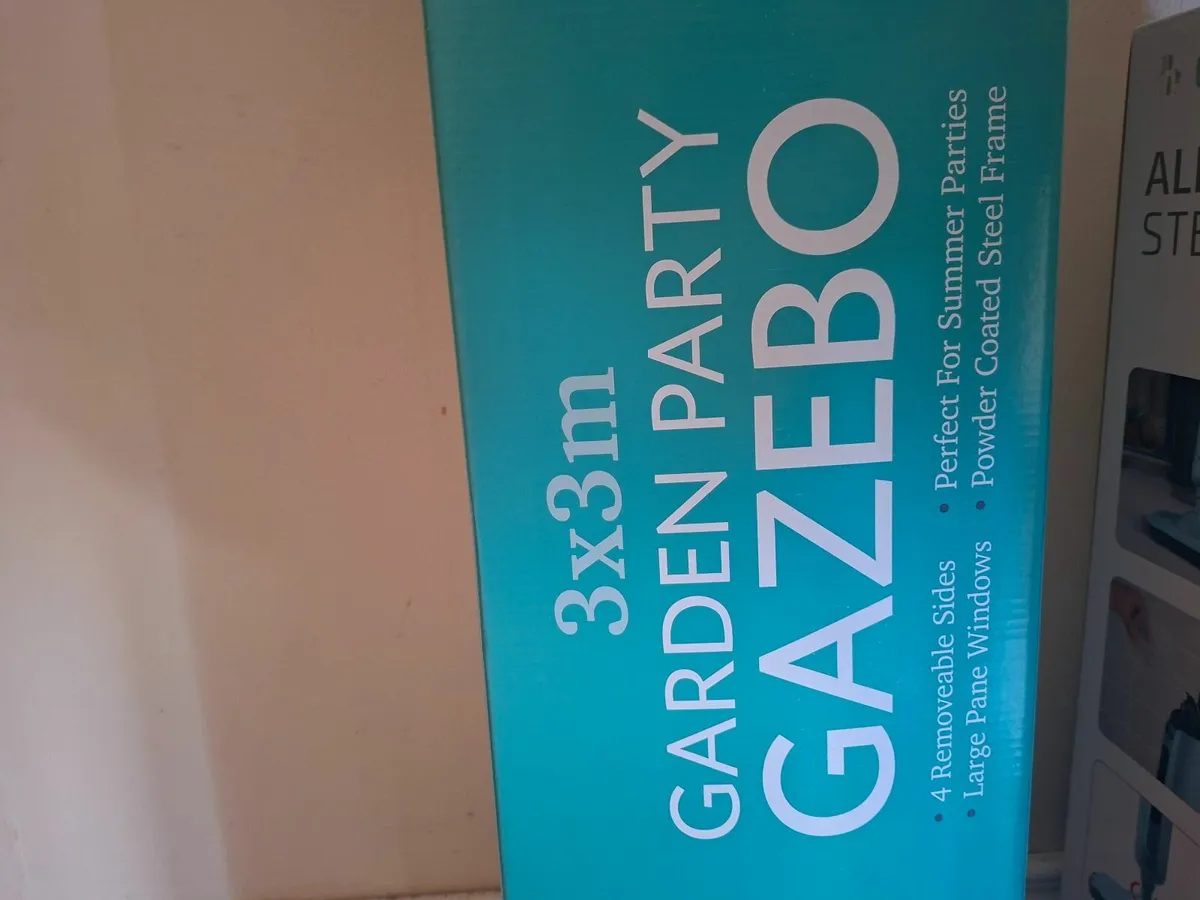 3x3m
GARDEN PARTY
GAZEBO
• 4 Removeable Sides • Perfect For Summer Parties
• Large Pane Windows • Powder Coated Steel Frame